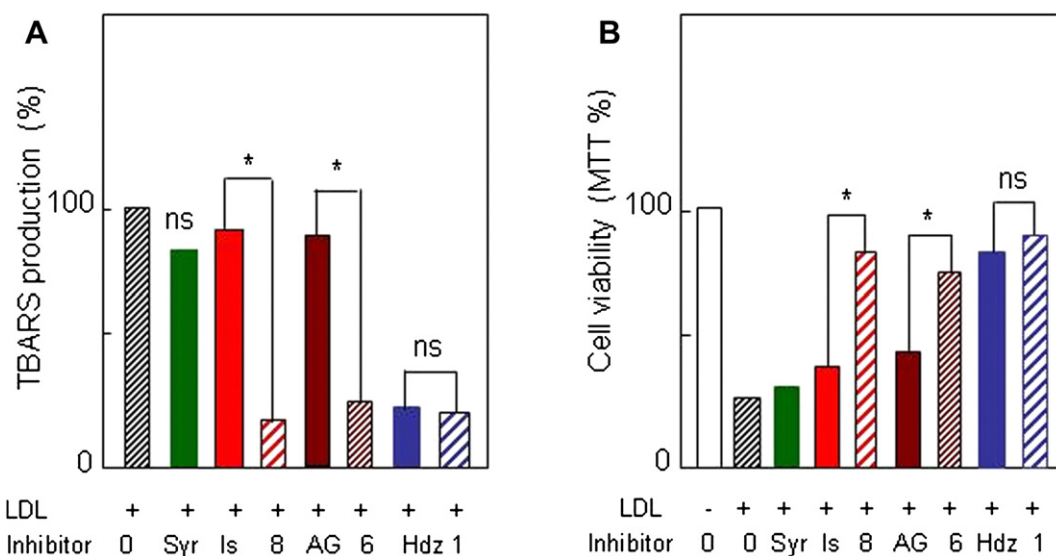 A
TBARS production (%)
100
0
ns
*
*
ns
LDL + + + + + + + +
Inhibitor 0 Syr Is 8 AG 6 Hdz 1
B
Cell viability (MTT %)
100
0
*
*
ns
LDL - + + + + + + + +
Inhibitor 0 0 Syr Is 8 AG 6 Hdz 1